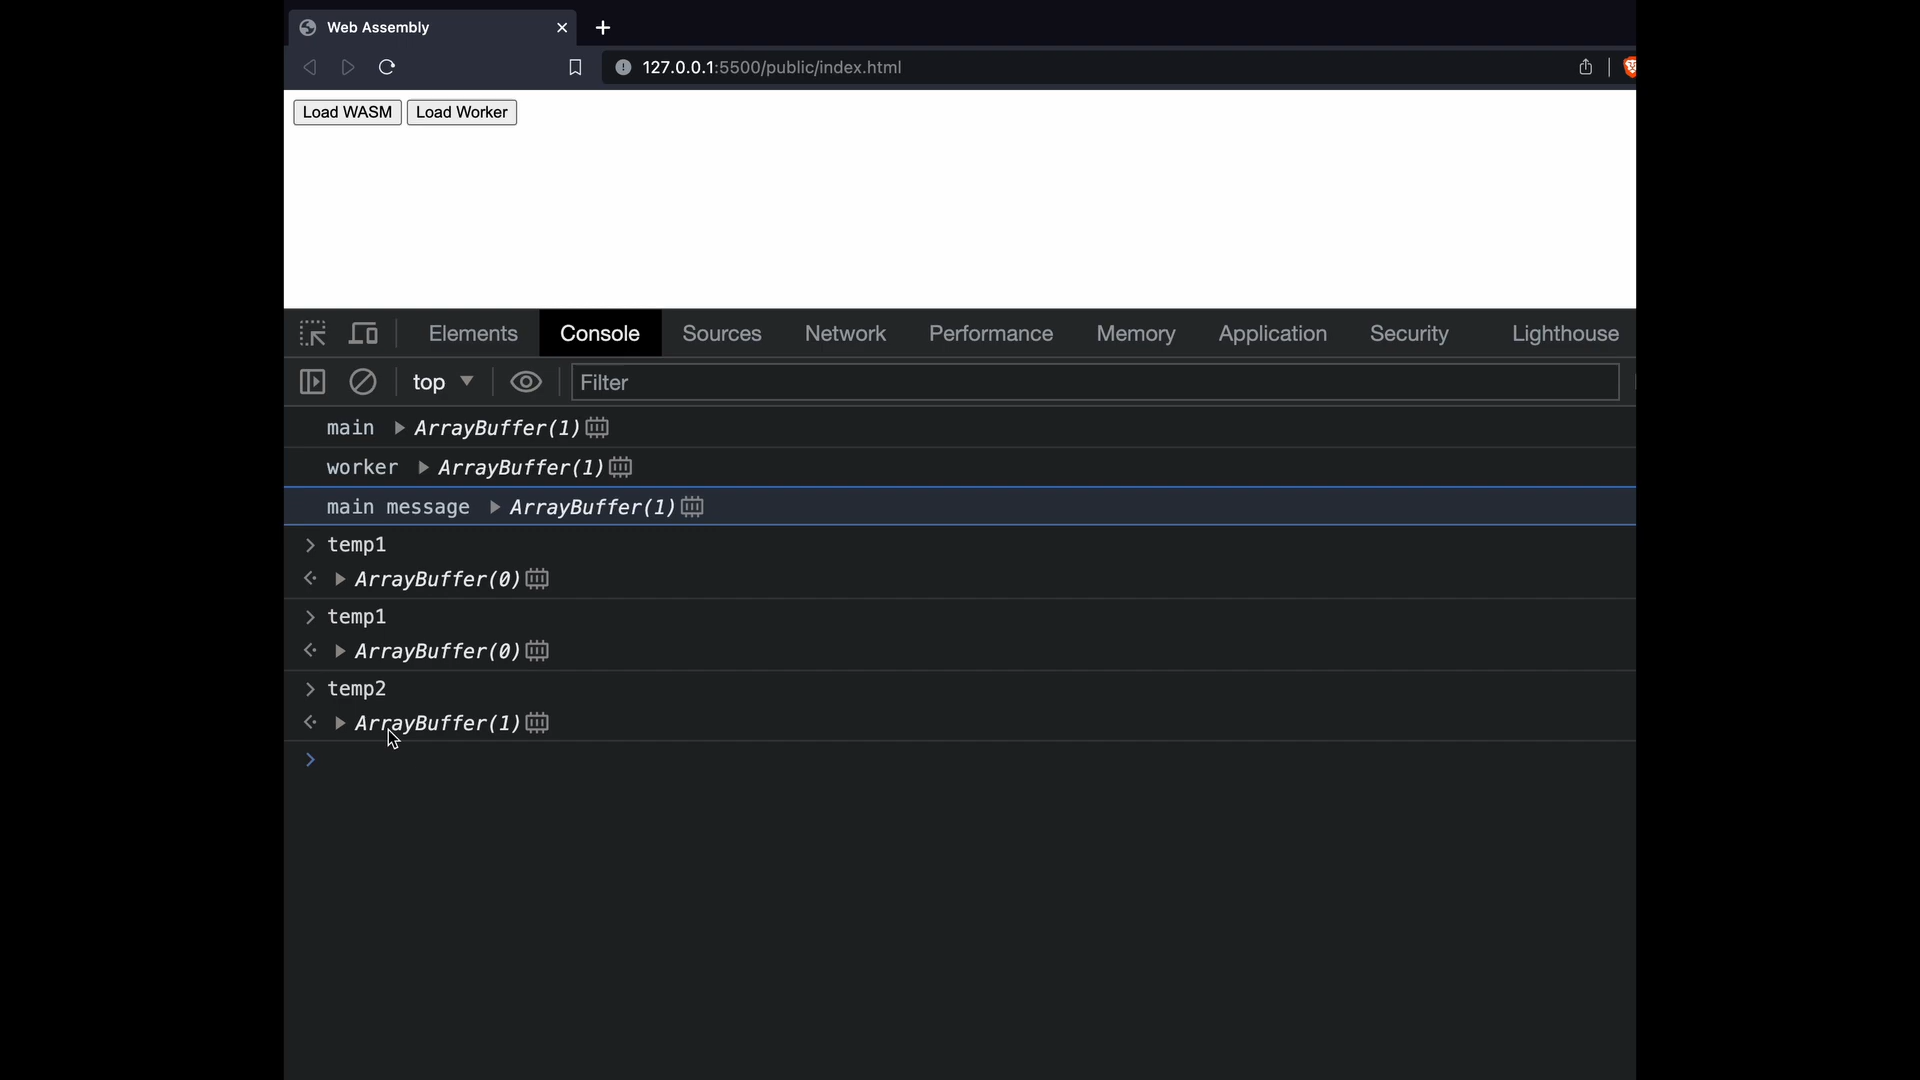 Web Assembly
127.0.0.1:5500/public/index.html
Load WASM Load Worker
Elements Console Sources Network Performance Memory Application Security Lighthouse
top Filter
main ArrayBuffer(1)
worker ArrayBuffer(1)
main message ArrayBuffer(1)
temp1
ArrayBuffer(0)
temp1
ArrayBuffer(0)
temp2
ArrayBuffer(1)